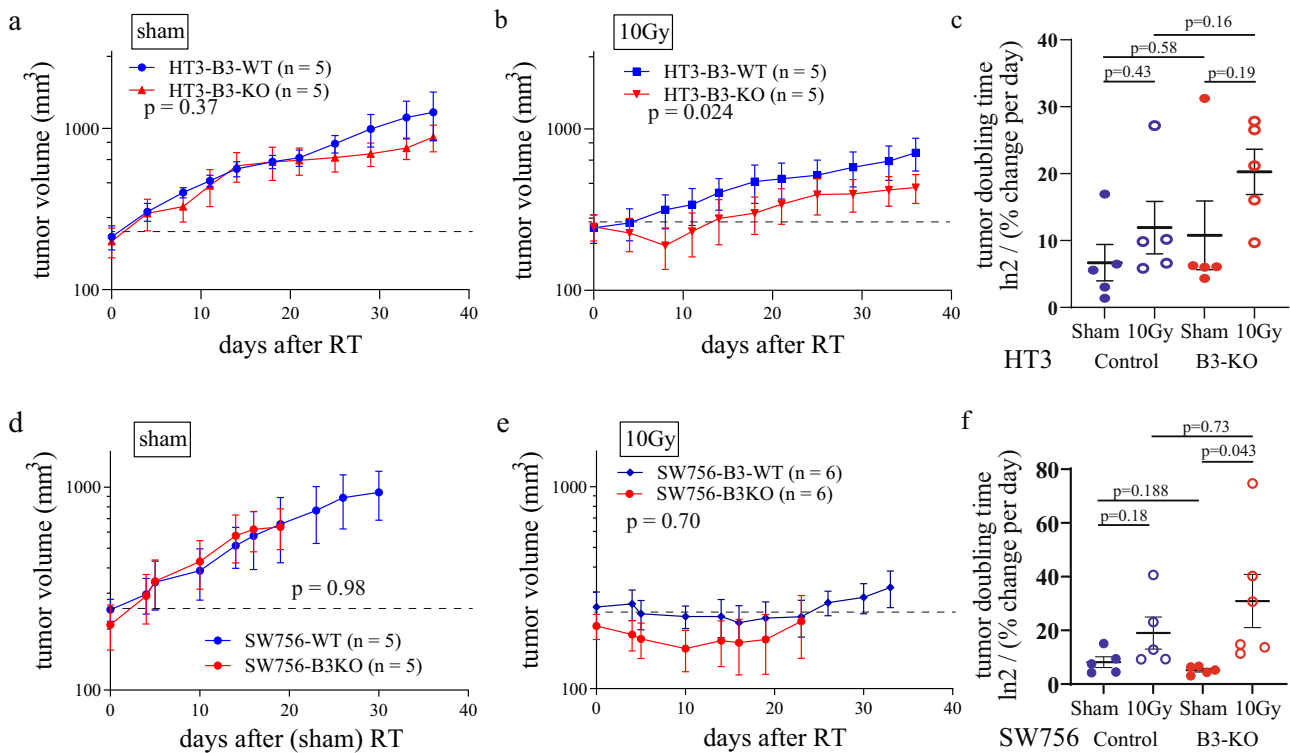 a
sham
HT3-B3-WT (n = 5)
HT3-B3-KO (n = 5)
p = 0.37
tumor volume (mm³)
1000
100
0
10
20
30
40
days after RT
b
10Gy
HT3-B3-WT (n = 5)
HT3-B3-KO (n = 5)
p = 0.024
tumor volume (mm³)
1000
100
0
10
20
30
40
days after RT
c
p=0.16
p=0.58
p=0.43
p=0.19
tumor doubling time
ln2 / (% change per day)
40
30
20
10
0
Sham 10Gy Sham 10Gy
HT3 Control B3-KO
d
sham
tumor volume (mm³)
1000
100
p = 0.98
SW756-WT (n = 5)
SW756-B3KO (n = 5)
0
10
20
30
40
days after (sham) RT
e
10Gy
SW756-B3-WT (n = 6)
SW756-B3KO (n = 6)
p = 0.70
tumor volume (mm³)
1000
100
0
10
20
30
40
days after RT
f
p=0.73
p=0.043
p=0.188
p=0.18
tumor doubling time
ln2 / (% change per day)
80
60
40
20
0
Sham 10Gy Sham 10Gy
SW756 Control B3-KO